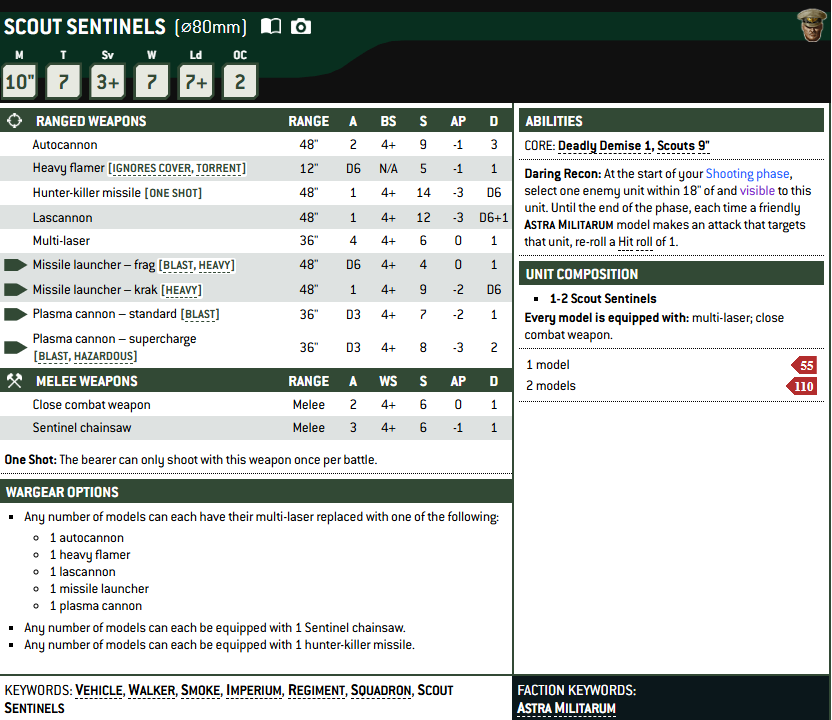 SCOUT SENTINELS (⌀80mm)
M T Sv W Ld OC
10" 7 3+ 7 7+ 2
RANGED WEAPONS RANGE A BS S AP D
Autocannon 48" 2 4+ 9 -1 3
Heavy flamer [IGNORES COVER, TORRENT] 12" D6 N/A 5 -1 1
Hunter-killer missile [ONE SHOT] 48" 1 4+ 14 -3 D6
Lascannon 48" 1 4+ 12 -3 D6+1
Multi-laser 36" 4 4+ 6 0 1
Missile launcher – frag [BLAST, HEAVY] 48" D6 4+ 4 0 1
Missile launcher – krak [HEAVY] 48" 1 4+ 9 -2 D6
Plasma cannon – standard [BLAST] 36" D3 4+ 7 -2 1
Plasma cannon – supercharge
[BLAST, HAZARDOUS] 36" D3 4+ 8 -3 2
MELEE WEAPONS RANGE A WS S AP D
Close combat weapon Melee 2 4+ 6 0 1
Sentinel chainsaw Melee 3 4+ 6 -1 1
One Shot: The bearer can only shoot with this weapon once per battle.
WARGEAR OPTIONS
▪ Any number of models can each have their multi-laser replaced with one of the following:
○ 1 autocannon
○ 1 heavy flamer
○ 1 lascannon
○ 1 missile launcher
○ 1 plasma cannon
▪ Any number of models can each be equipped with 1 Sentinel chainsaw.
▪ Any number of models can each be equipped with 1 hunter-killer missile.
ABILITIES
CORE: Deadly Demise 1, Scouts 9"
Daring Recon: At the start of your Shooting phase,
select one enemy unit within 18" of and visible to this
unit. Until the end of the phase, each time a friendly
ASTRA MILITARUM model makes an attack that targets
that unit, re-roll a Hit roll of 1.
UNIT COMPOSITION
▪ 1-2 Scout Sentinels
Every model is equipped with: multi-laser; close
combat weapon.
1 model 55
2 models 110
KEYWORDS: VEHICLE, WALKER, SMOKE, IMPERIUM, REGIMENT, SQUADRON, SCOUT
SENTINELS
FACTION KEYWORDS:
ASTRA MILITARUM